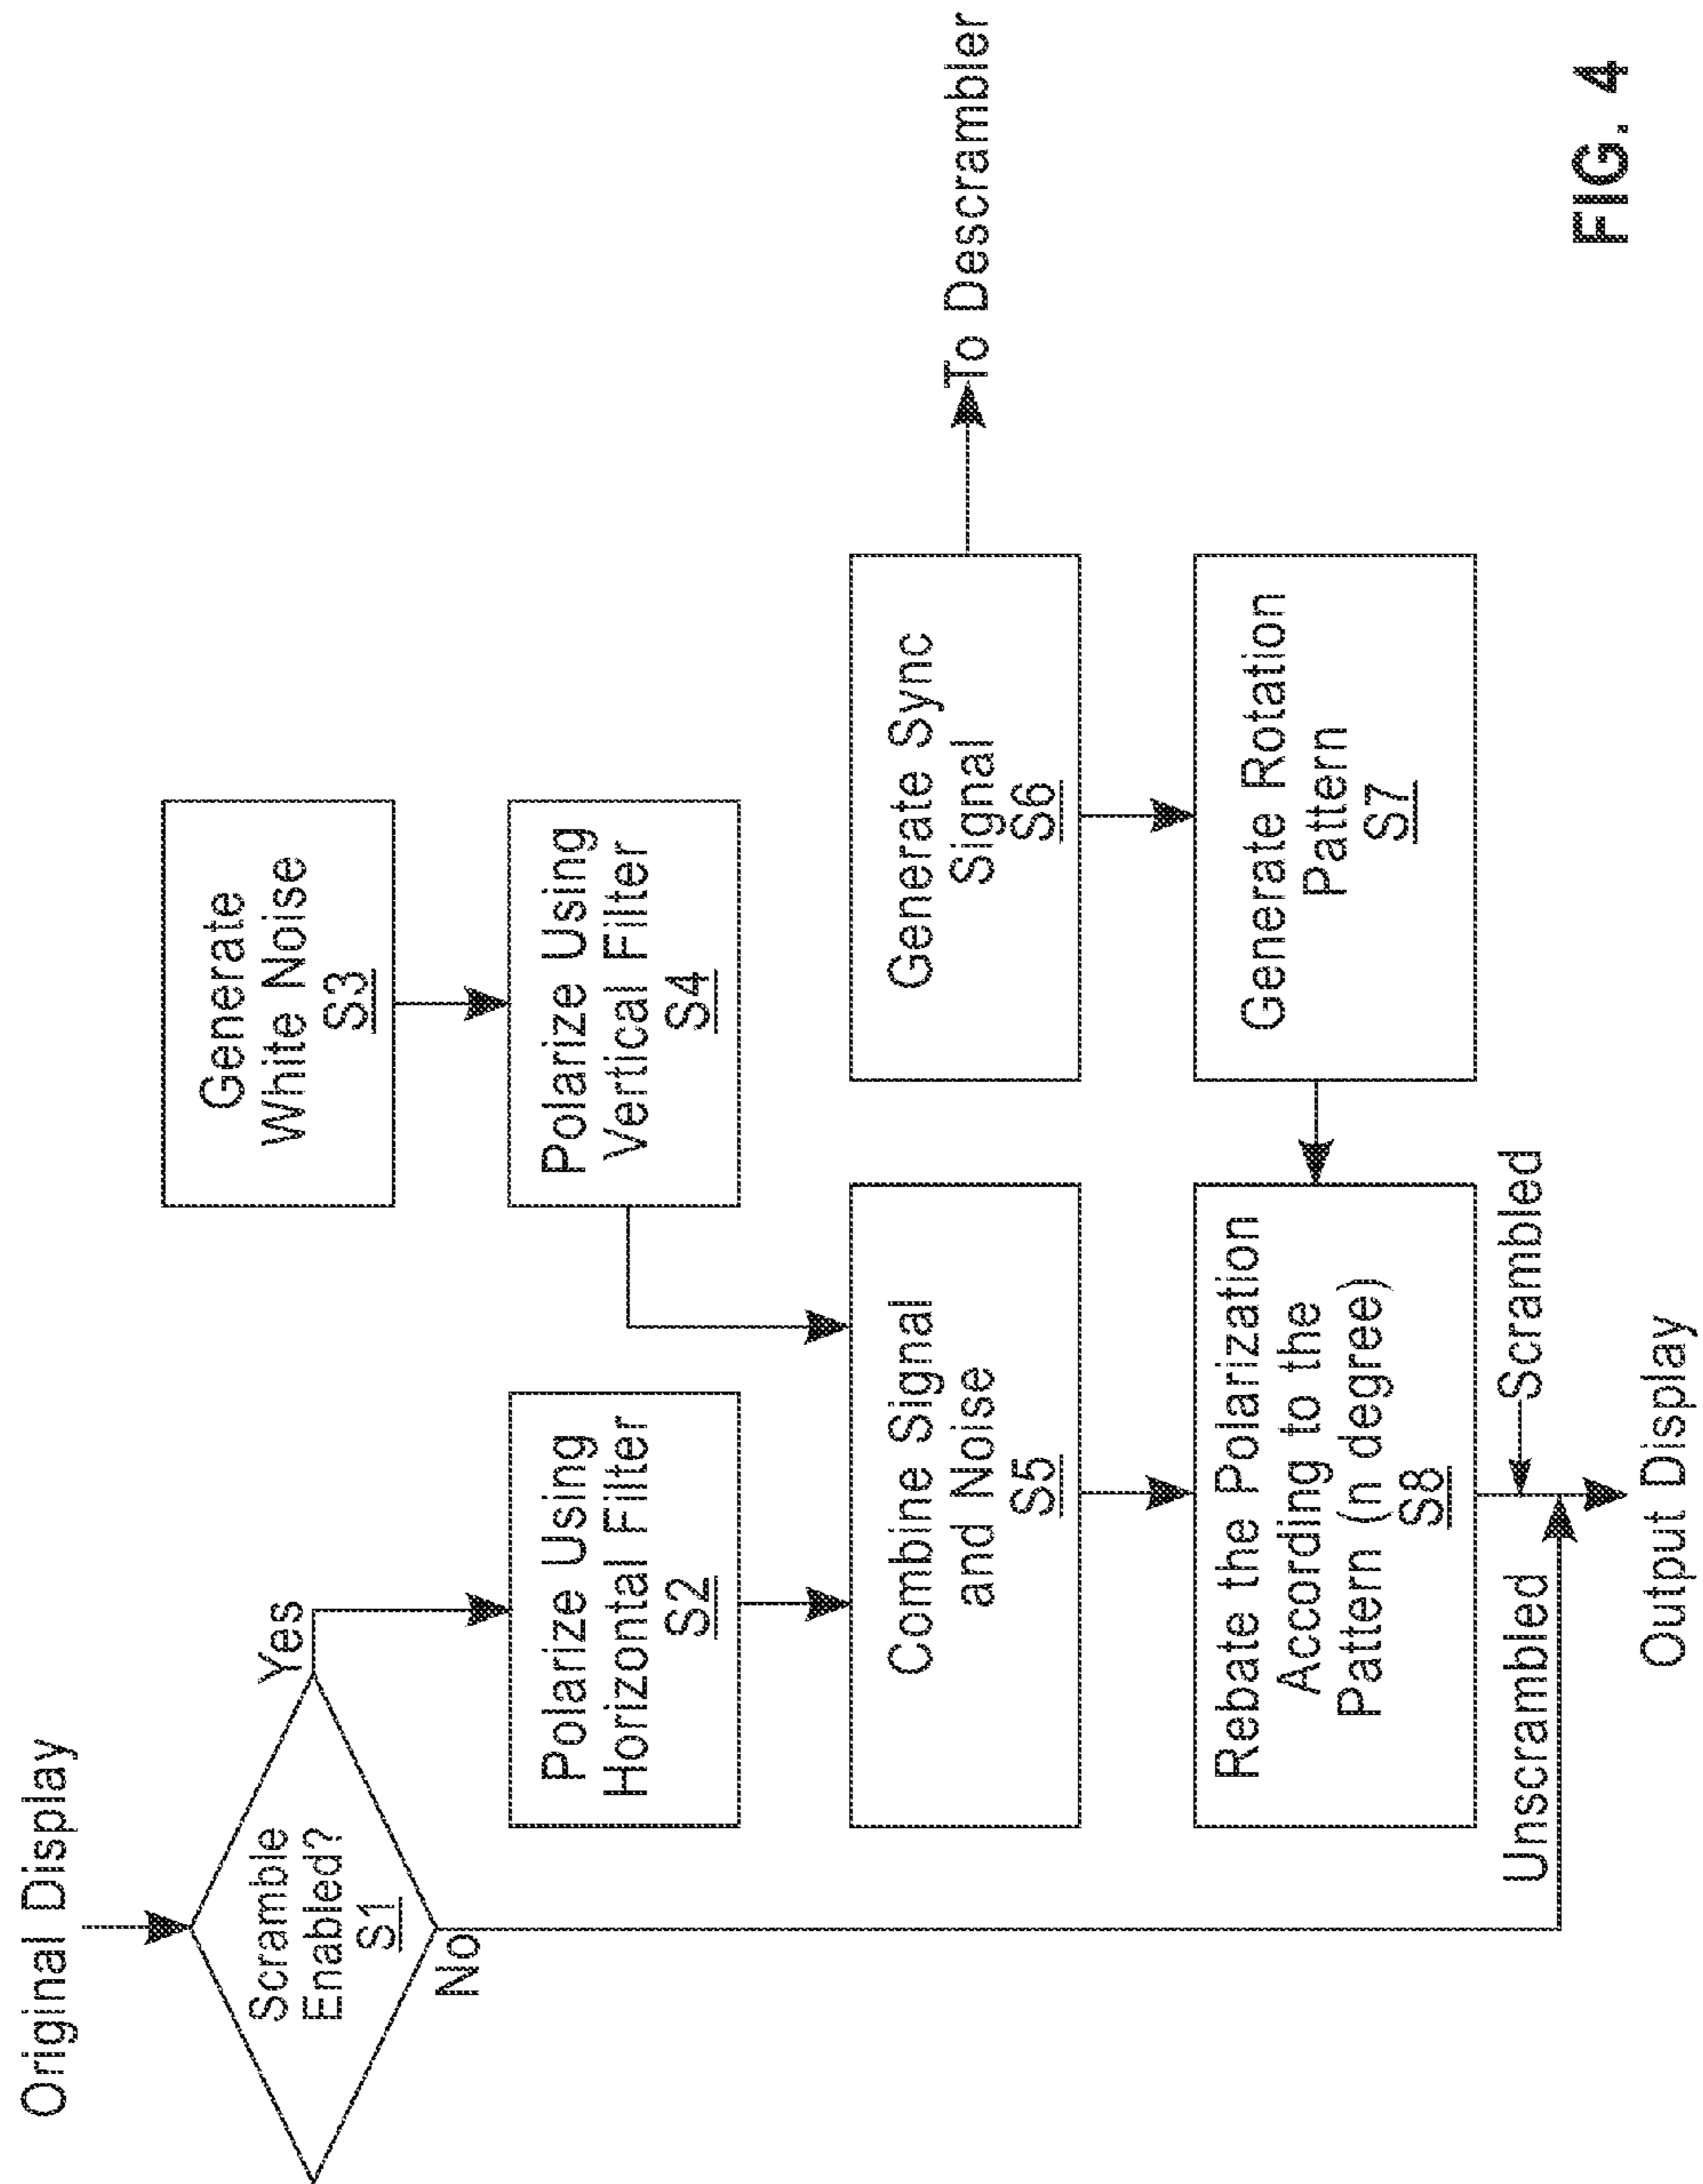 Original Display
Scramble
Enabled?
S1
Yes
No
Polarize Using
Horizontal Filter
S2
Generate
White Noise
S3
Polarize Using
Vertical Filter
S4
Combine Signal
and Noise
S5
Generate Sync
Signal
S6
To Descrambler
Generate Rotation
Pattern
S7
Rebate the Polarization
According to the
Pattern (n degree)
S8
Unscrambled
Scrambled
Output Display
FIG. 4